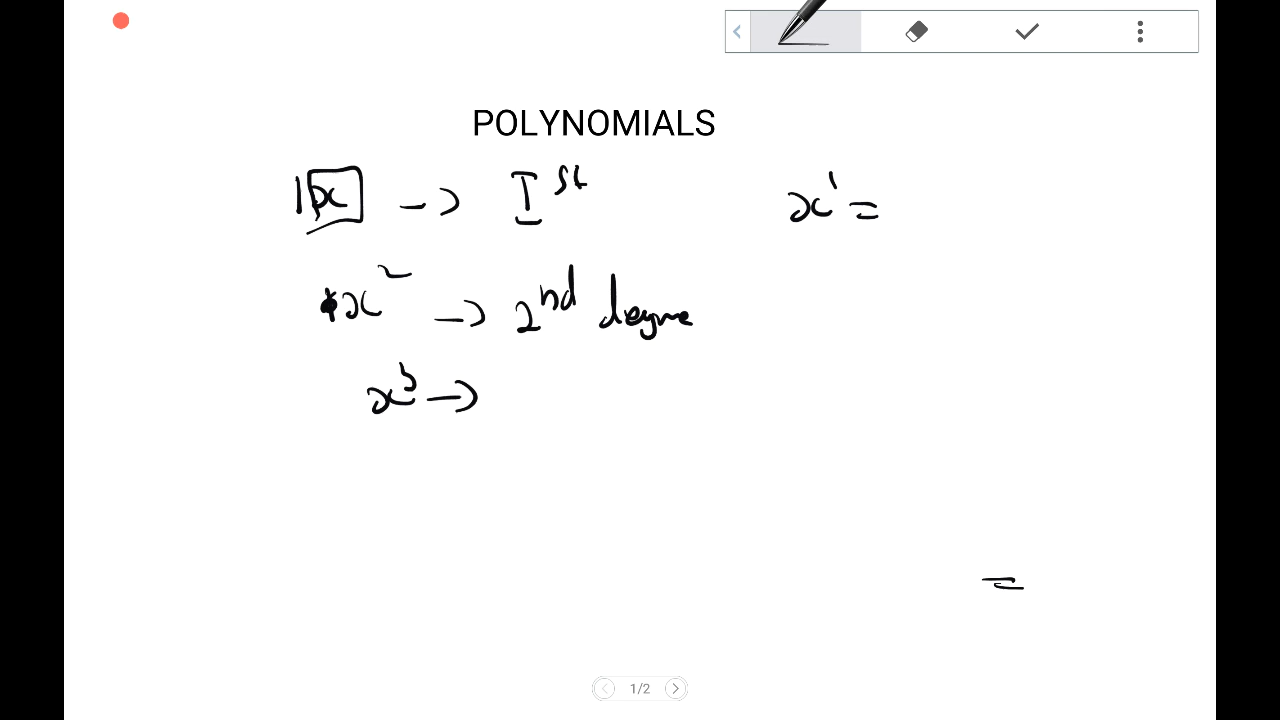 POLYNOMIALS
1x → Ist x¹ =
x² → 2nd degree
x³ →
=
1/2